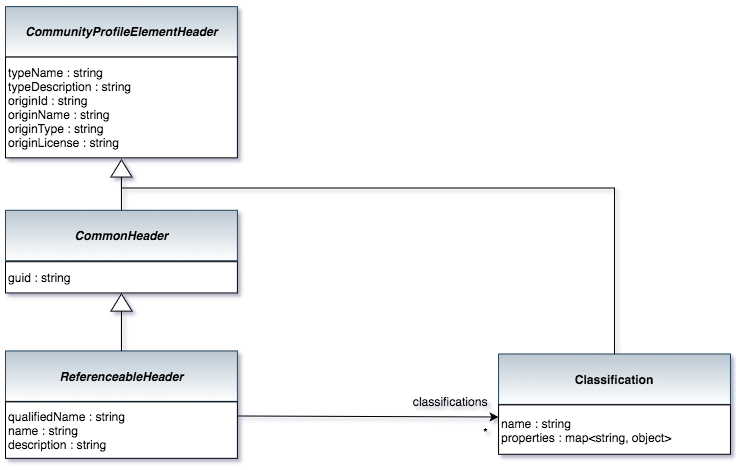 CommunityProfileElementHeader
typeName : string
typeDescription : string
originId : string
originName : string
originType : string
originLicense : string
CommonHeader
guid : string
ReferenceableHeader
qualifiedName : string
name : string
description : string
classifications
*
Classification
name : string
properties : map<string, object>